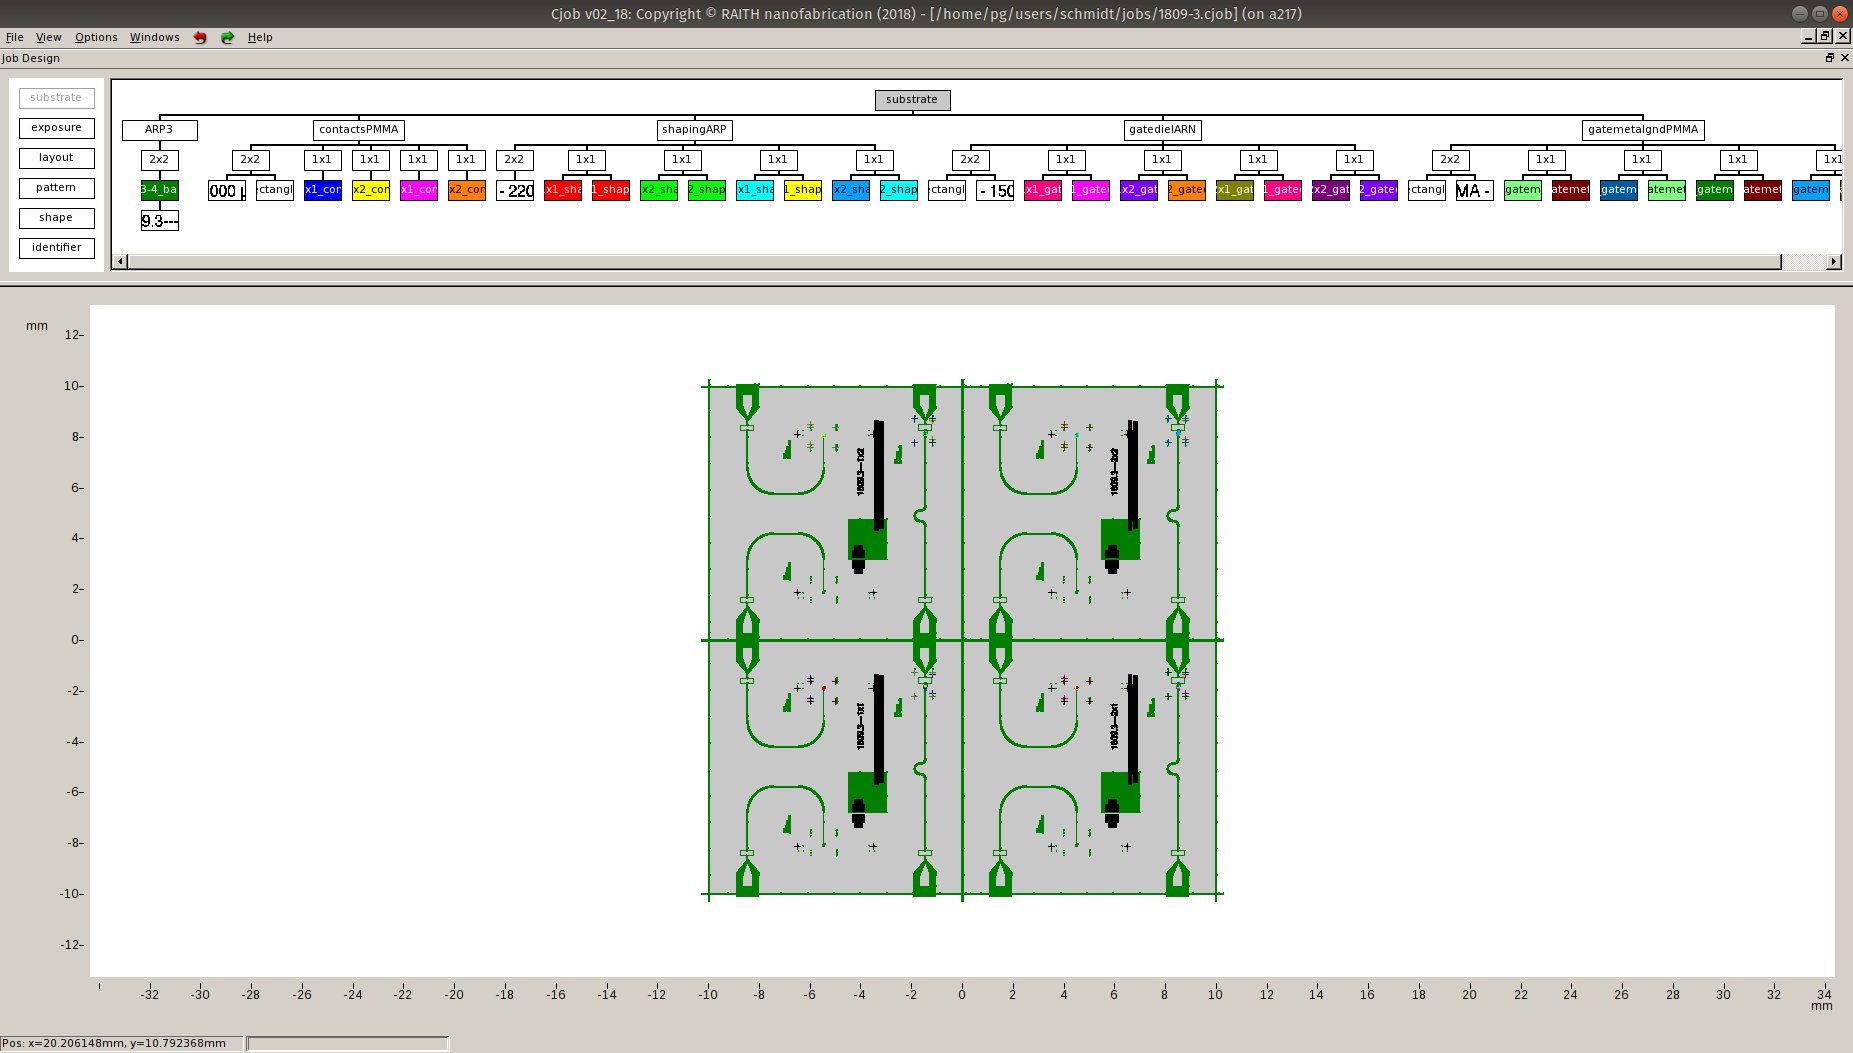 Cjob v02_18: Copyright © RAITH nanofabrication (2018) - [/home/pg/users/schmidt/jobs/1809-3.cjob] (on a217)
File View Options Windows Help
Job Design
substrate
exposure
layout
pattern
shape
identifier
substrate
ARP3 contactsPMMA shapingARP gatedielARN gatemetalgndPMMA
2x2 2x2 1x1 1x1 1x1 1x1 2x2 1x1 1x1 1x1 1x1 2x2 1x1 1x1 1x1 1x1 2x2 1x1 1x1 1x1 1x1
3-4_ba 000 ctangl x1_cor x2_cor x1_cor x2_cor - 220 x1_sha 1_shap x2_sha 2_shap x1_sha 1_shap x2_sha 2_shap ctangl - 150 x1_gat 1_gate x2_gat 2_gate x1_gat 1_gate x2_gat 2_gate ctangl MA - gatem atemet gatem atemet gatem atemet gatem
9.3---
mm
12
10
8
6
4
2
0
-2
-4
-6
-8
-10
-12
1809.3---1x2
1809.3---2x2
1809.3---1x1
1809.3---2x1
-32 -30 -28 -26 -24 -22 -20 -18 -16 -14 -12 -10 -8 -6 -4 -2 0 2 4 6 8 10 12 14 16 18 20 22 24 26 28 30 32 34
mm
Pos: x=20.206148mm, y=10.792368mm